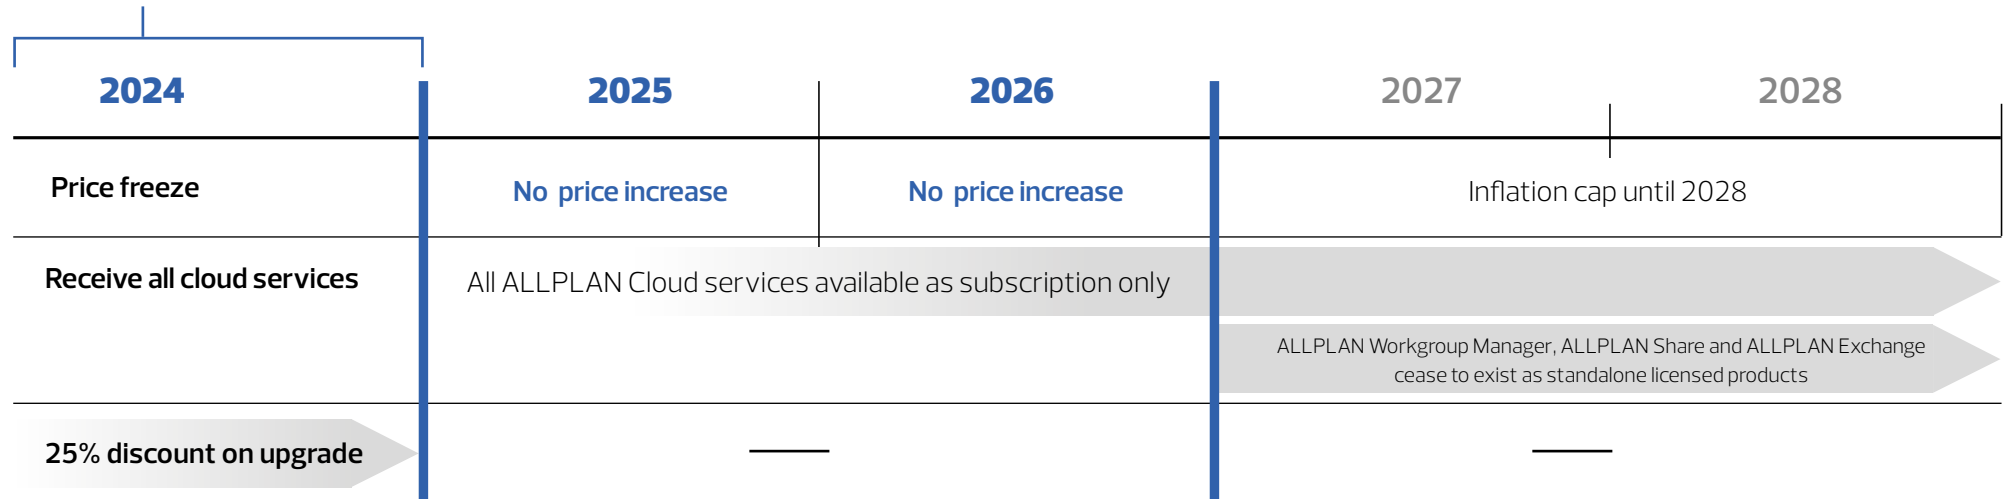 2024 2025 2026 2027 2028
Price freeze No price increase No price increase Inflation cap until 2028
Receive all cloud services All ALLPLAN Cloud services available as subscription only
ALLPLAN Workgroup Manager, ALLPLAN Share and ALLPLAN Exchange
cease to exist as standalone licensed products
25% discount on upgrade